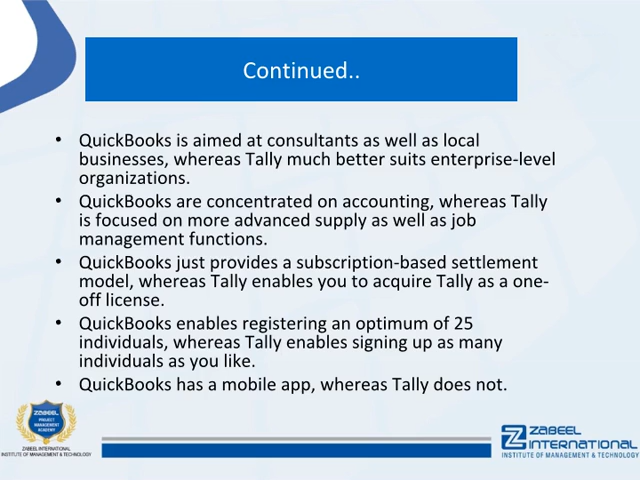 Continued..
• QuickBooks is aimed at consultants as well as local
businesses, whereas Tally much better suits enterprise-level
organizations.
• QuickBooks are concentrated on accounting, whereas Tally
is focused on more advanced supply as well as job
management functions.
• QuickBooks just provides a subscription-based settlement
model, whereas Tally enables you to acquire Tally as a one-
off license.
• QuickBooks enables registering an optimum of 25
individuals, whereas Tally enables signing up as many
individuals as you like.
• QuickBooks has a mobile app, whereas Tally does not.
ZABEEL
PROJECT
MANAGEMENT
ACADEMY
ZABEEL INTERNATIONAL
INSTITUTE OF MANAGEMENT & TECHNOLOGY
ZABEEL
INTERNATIONAL
INSTITUTE OF MANAGEMENT & TECHNOLOGY